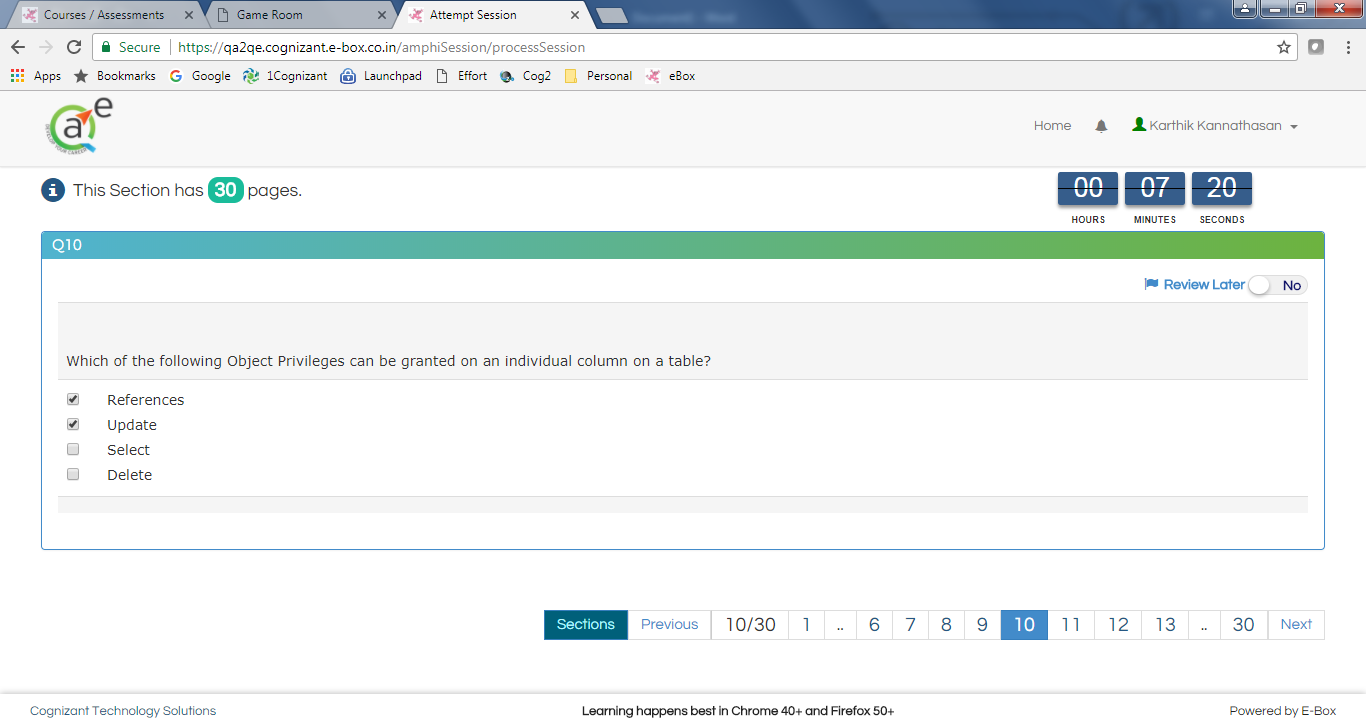 Courses / Assessments
Game Room
Attempt Session
Secure
https://qa2qe.cognizant.e-box.co.in/amphiSession/processSession
Apps
Bookmarks
Google
1Cognizant
Launchpad
Effort
Cog2
Personal
eBox
a e
Home
Karthik Kannathasan
This Section has 30 pages.
00 07 20
HOURS MINUTES SECONDS
Q10
Review Later No
Which of the following Object Privileges can be granted on an individual column on a table?
References
Update
Select
Delete
Sections Previous 10/30 1 .. 6 7 8 9 10 11 12 13 .. 30 Next
Cognizant Technology Solutions
Learning happens best in Chrome 40+ and Firefox 50+
Powered by E-Box